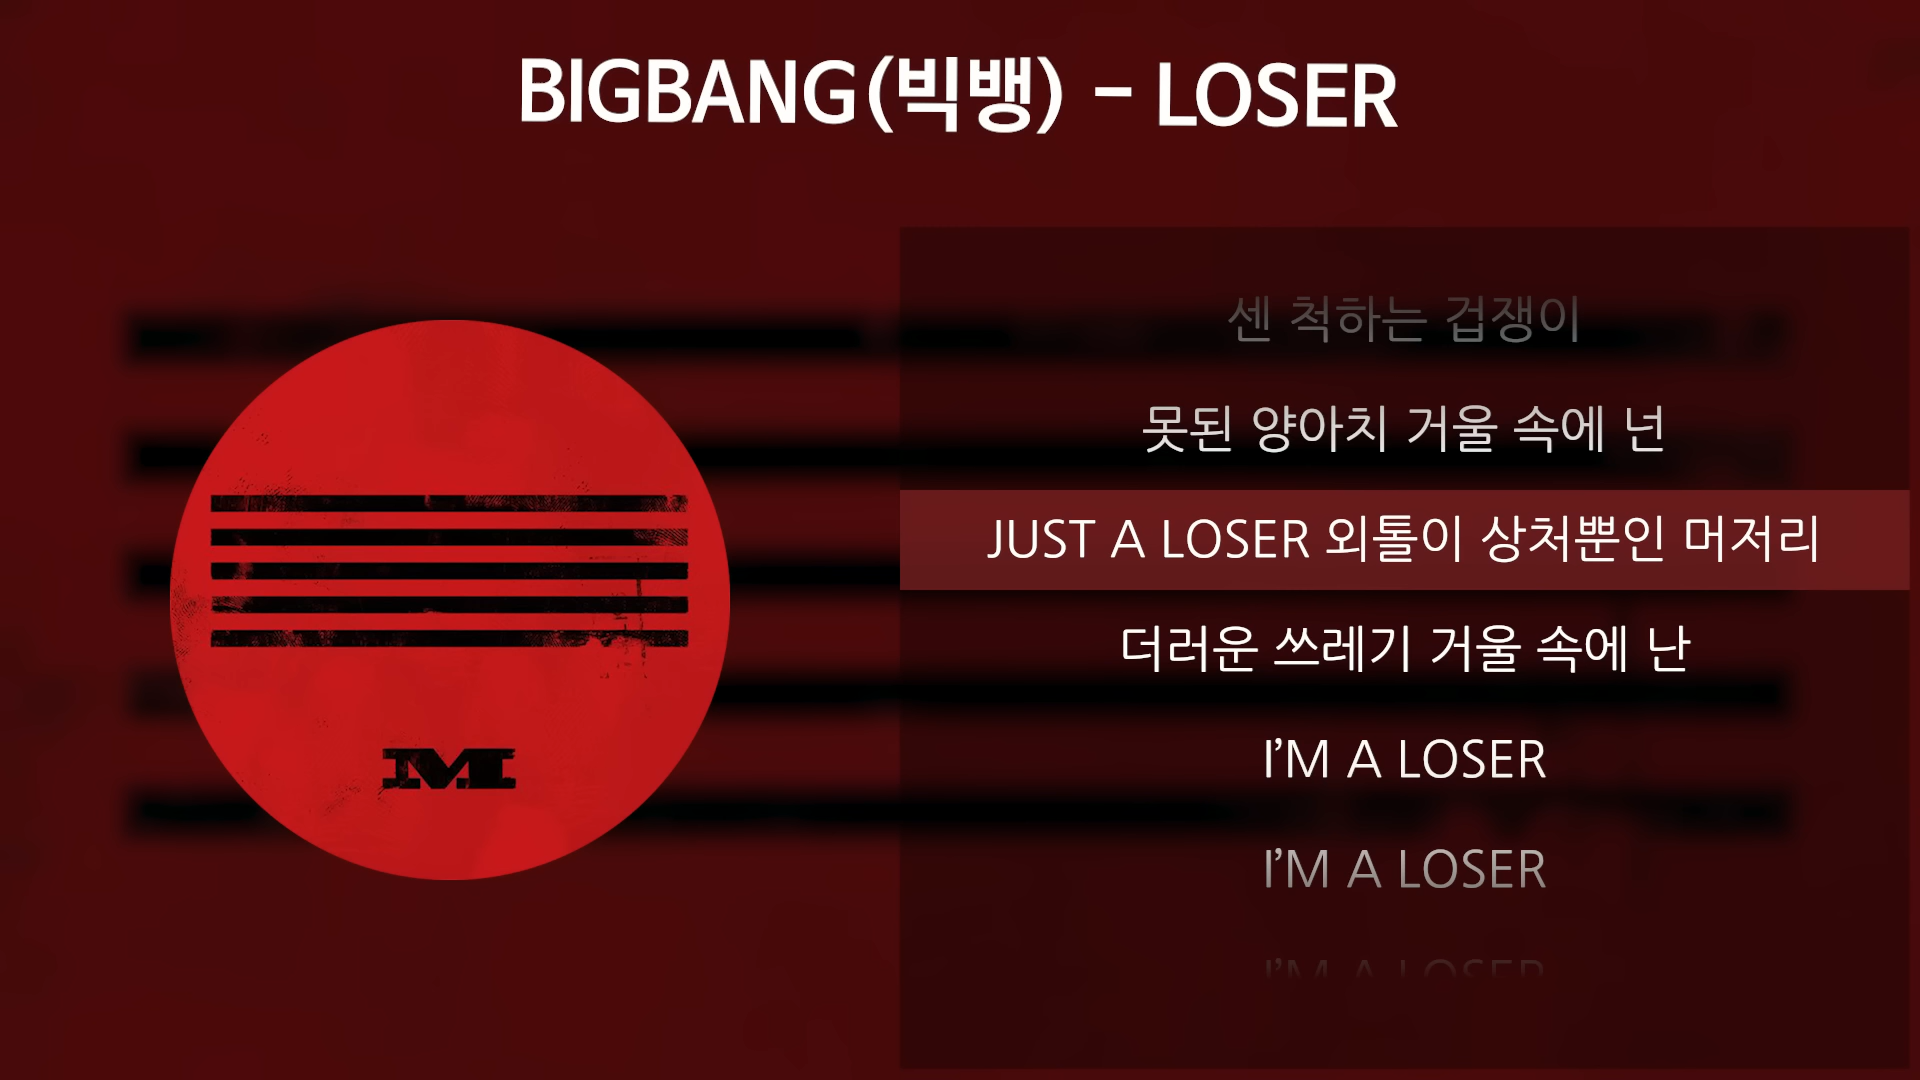 BIGBANG(빅뱅) - LOSER
센 척하는 겁쟁이
못된 양아치 거울 속에 넌
JUST A LOSER 외톨이 상처뿐인 머저리
더러운 쓰레기 거울 속에 난
I'M A LOSER
I'M A LOSER
I'M A LOSER
M